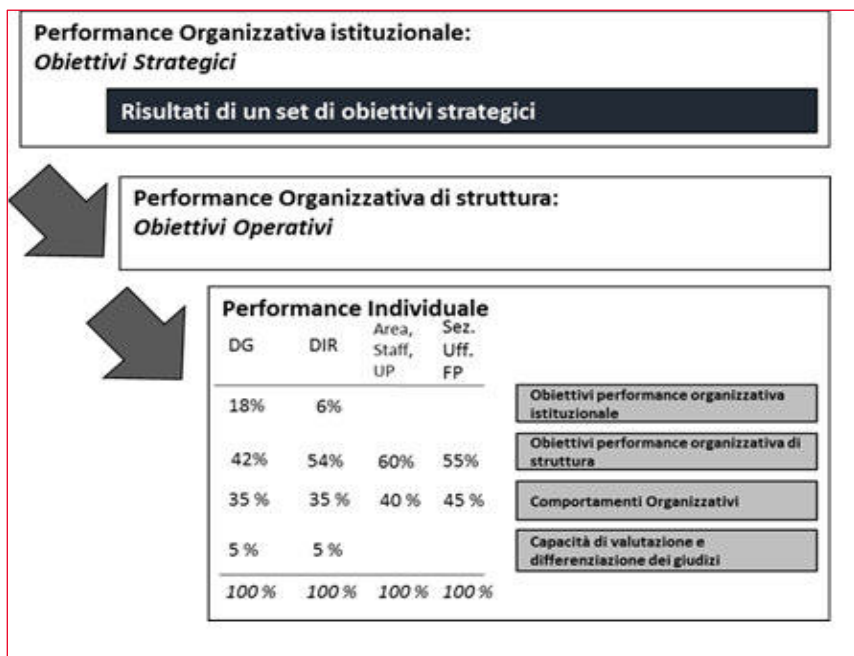 Performance Organizzativa istituzionale:
Obiettivi Strategici
Risultati di un set di obiettivi strategici
Performance Organizzativa di struttura:
Obiettivi Operativi
Performance Individuale
DG DIR Area, Staff, UP Sez. Uff. FP
18% 6% Obiettivi performance organizzativa
istituzionale
42% 54% 60% 55% Obiettivi performance organizzativa di
struttura
35 % 35 % 40 % 45 % Comportamenti Organizzativi
5 % 5 % Capacità di valutazione e
differenziazione dei giudizi
100 % 100 % 100 % 100 %